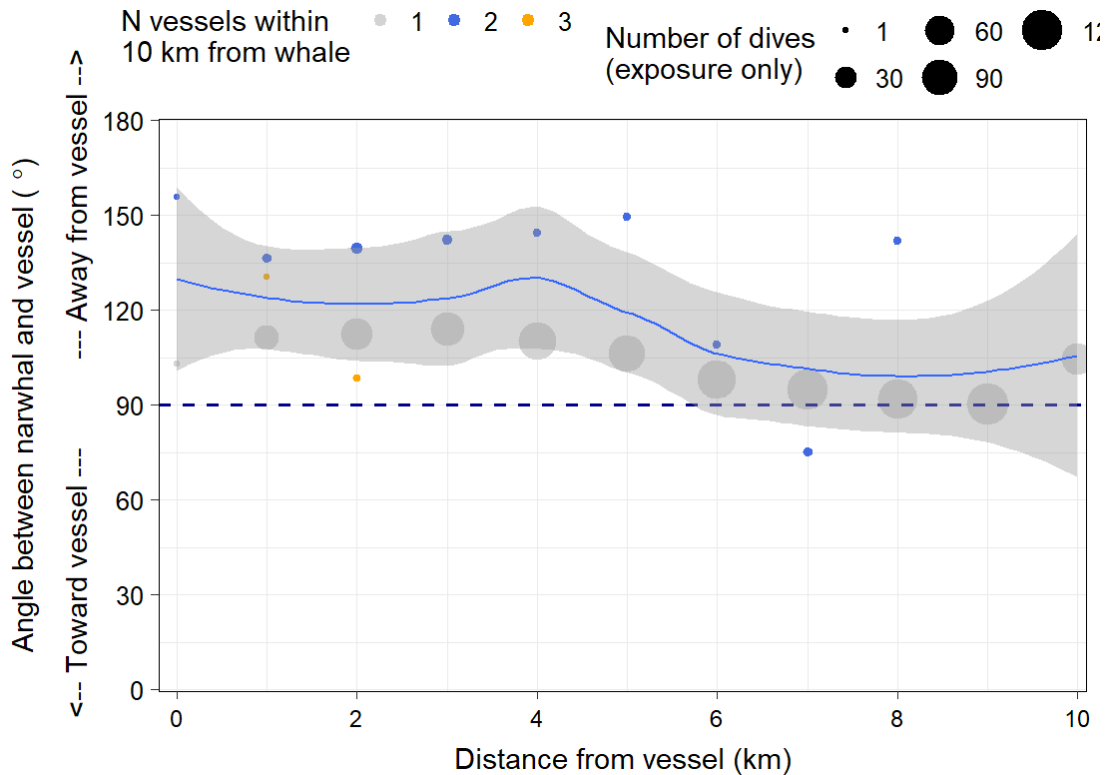 N vessels within
10 km from whale
1 2 3
Number of dives
(exposure only)
1 60 12
30 90
Angle between narwhal and vessel ( °)
<--- Toward vessel ---- --- Away from vessel --->
180
150
120
90
60
30
0
0 2 4 6 8 10
Distance from vessel (km)